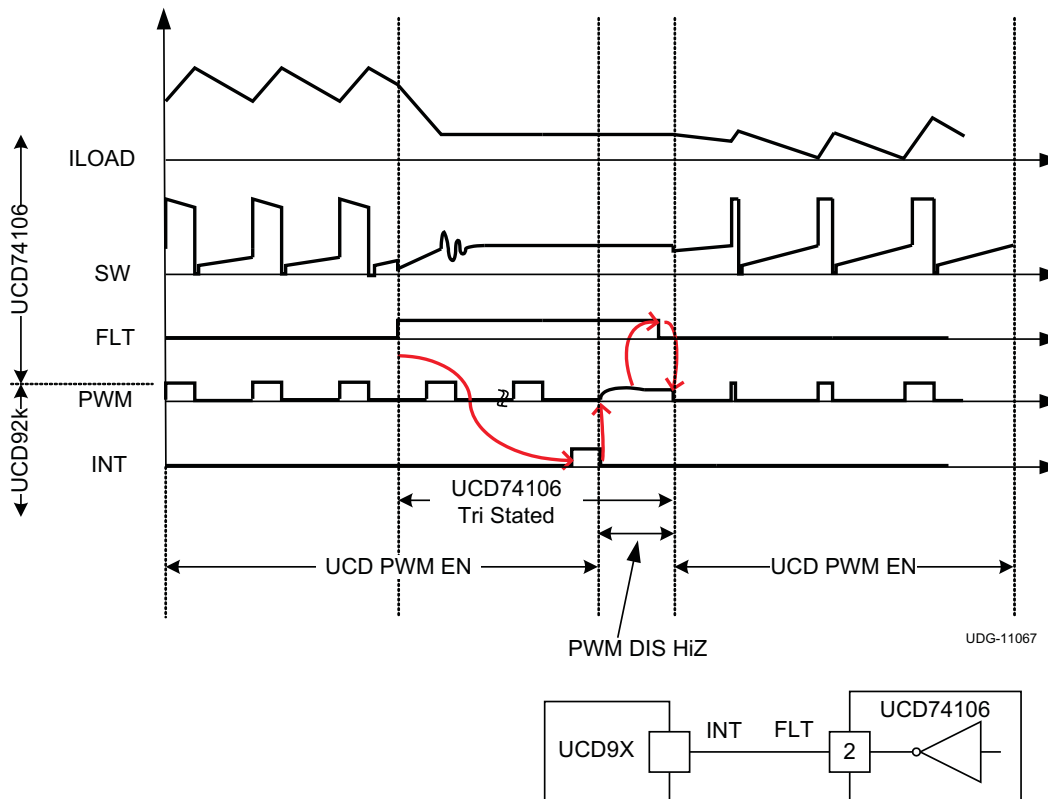 ILOAD
UCD74106
SW
FLT
PWM
UCD92k
INT
UCD74106
Tri Stated
UCD PWM EN
UCD PWM EN
PWM DIS HiZ
UDG-11067
UCD9X
INT
FLT
2
UCD74106